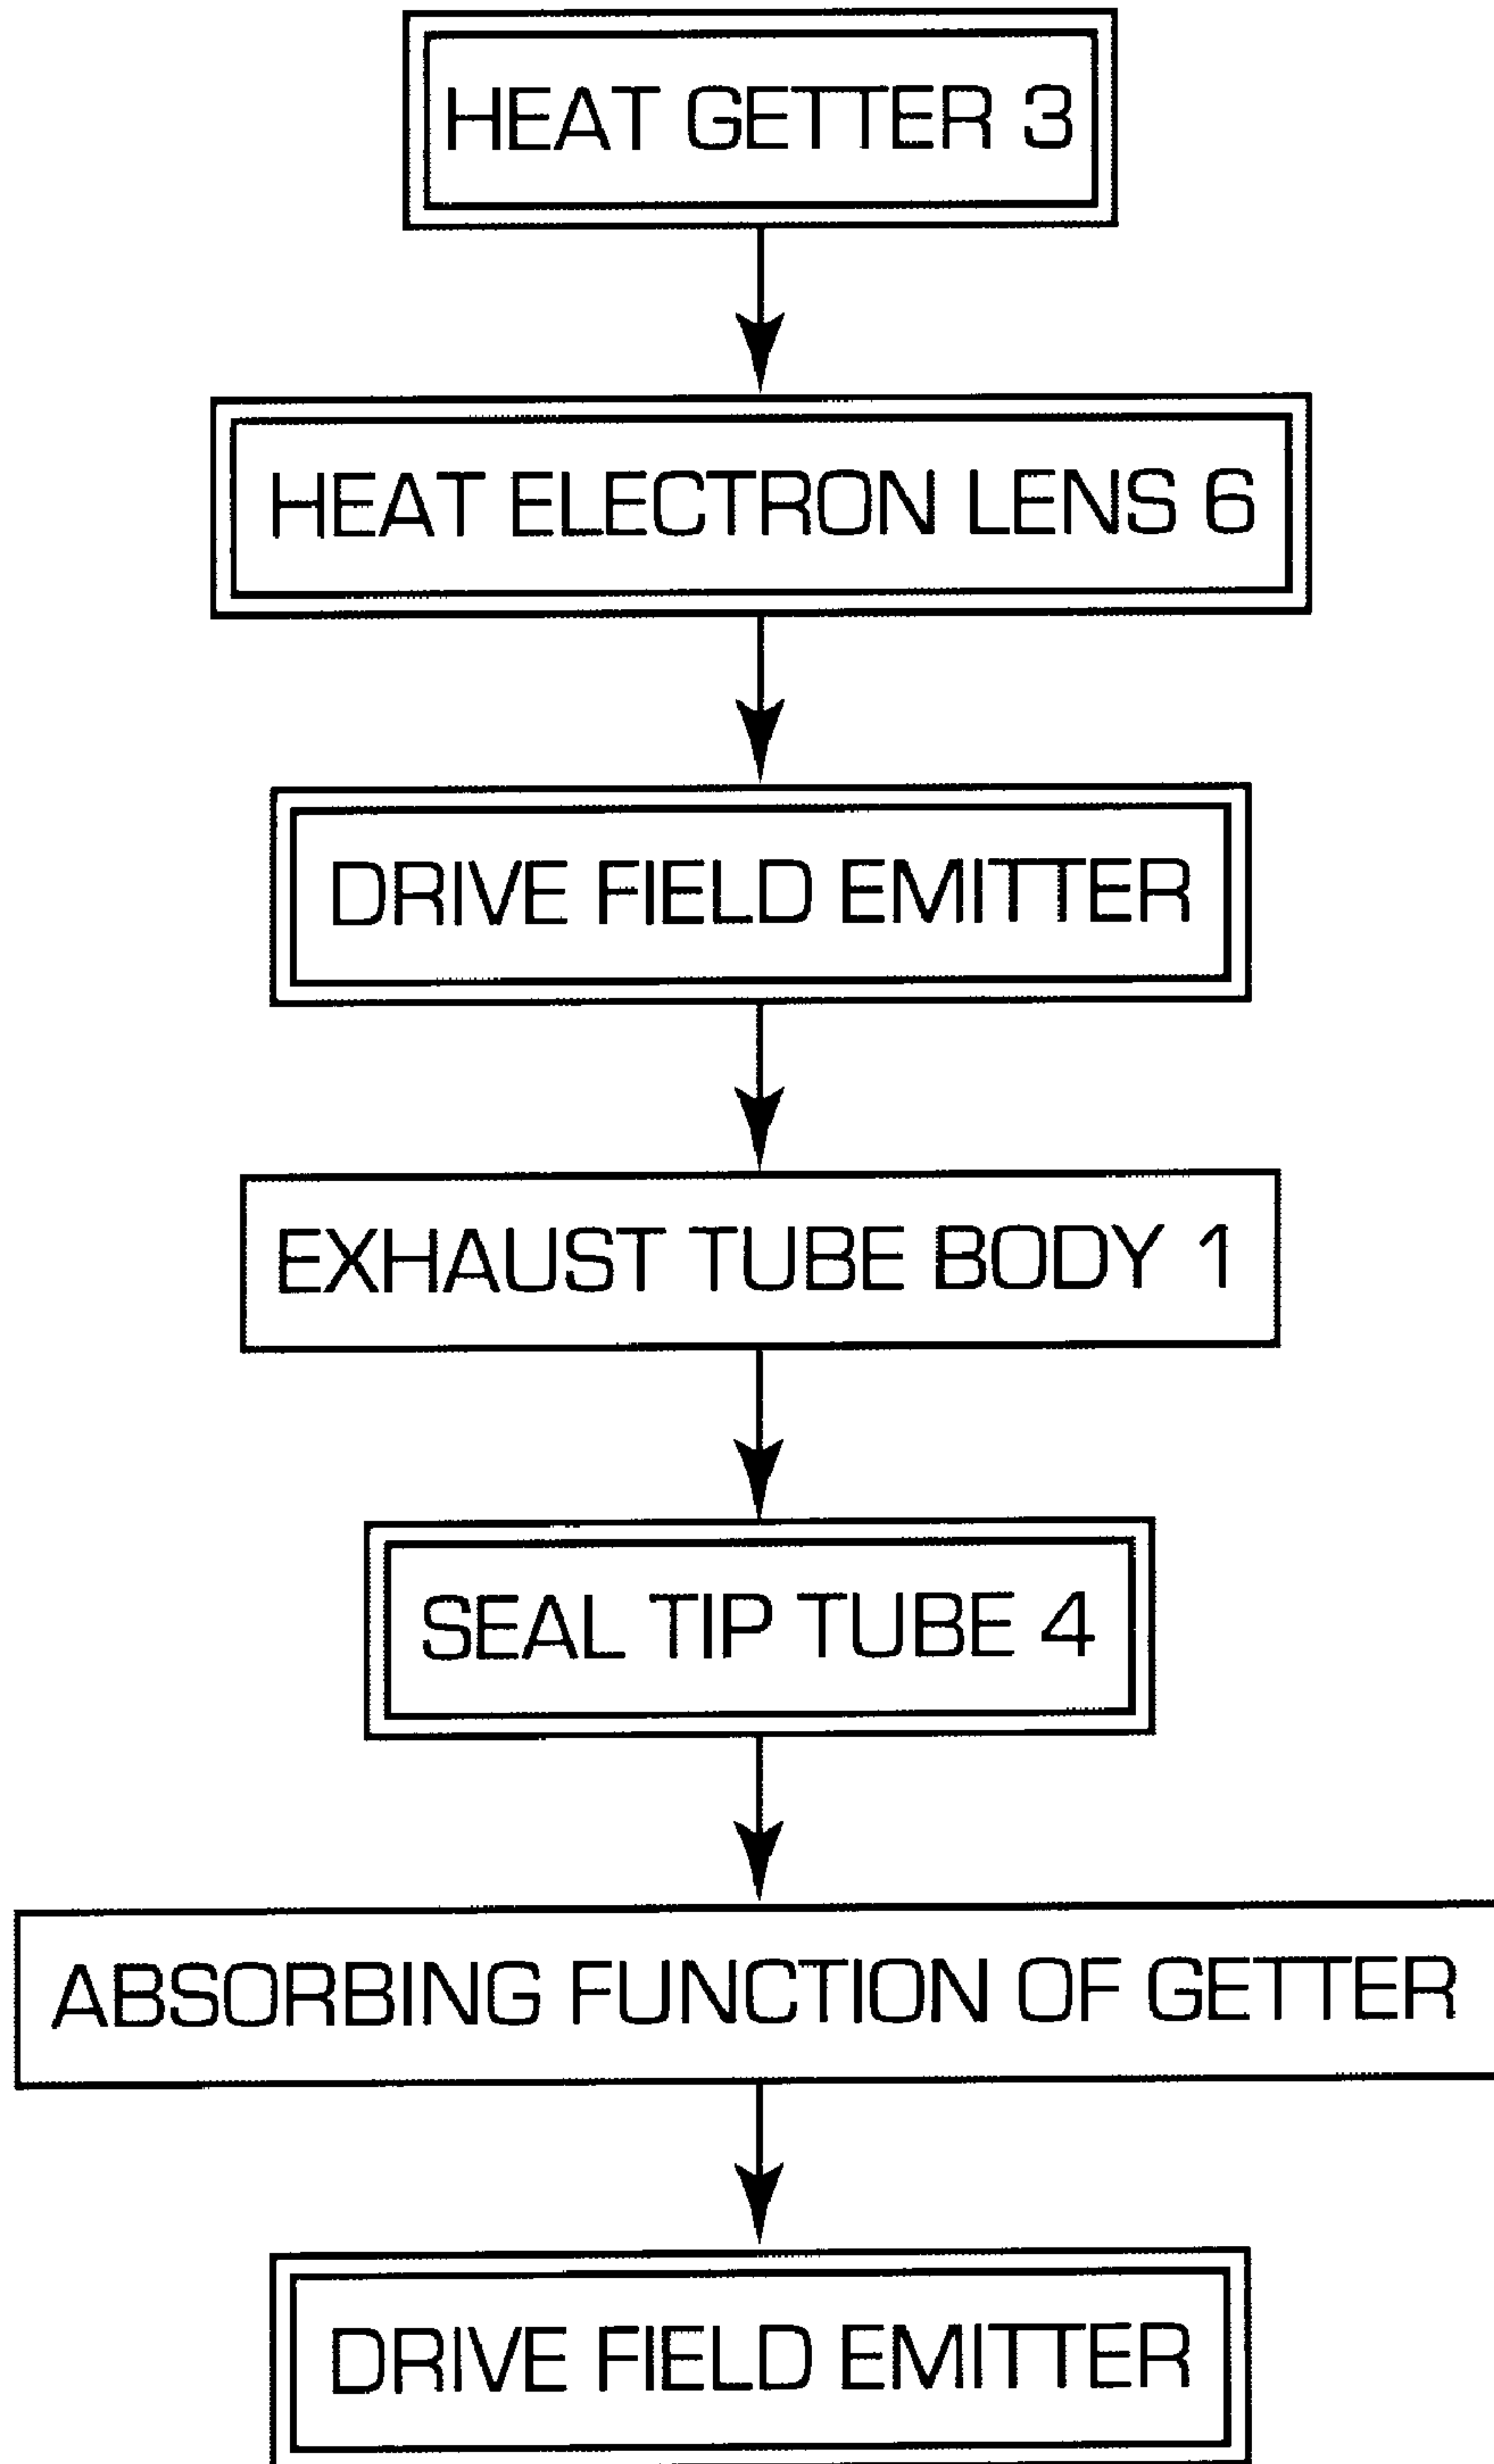 HEAT GETTER 3
HEAT ELECTRON LENS 6
DRIVE FIELD EMITTER
EXHAUST TUBE BODY 1
SEAL TIP TUBE 4
ABSORBING FUNCTION OF GETTER
DRIVE FIELD EMITTER